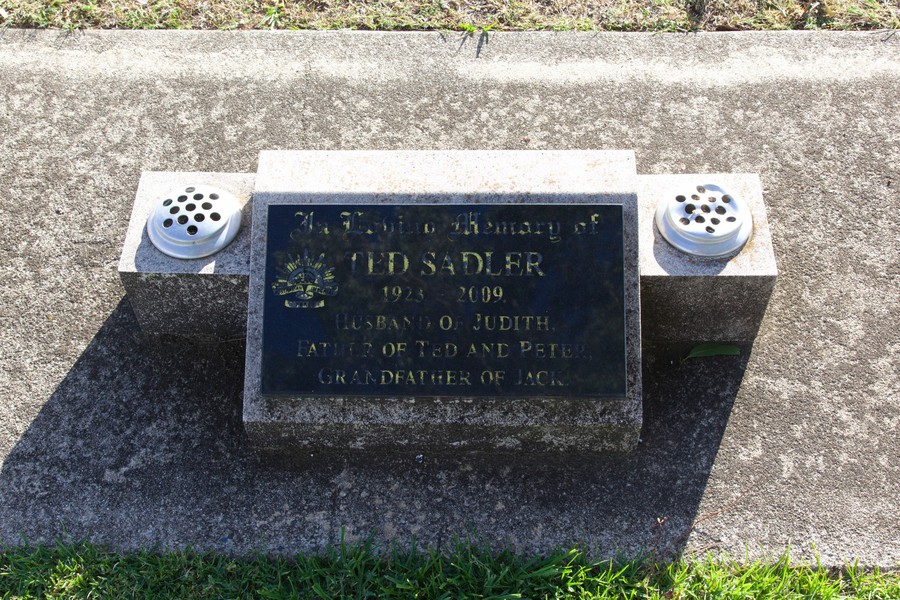 In Loving Memory of
TED SADLER
1923 - 2009
HUSBAND OF JUDITH.
FATHER OF TED AND PETER.
GRANDFATHER OF JACK.